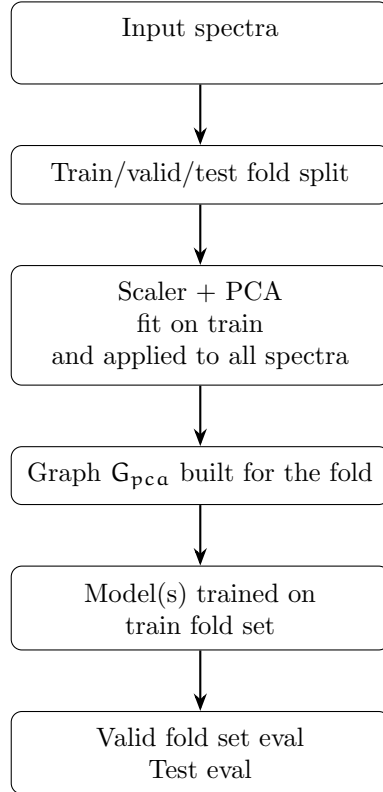 Input spectra
Train/valid/test fold split
Scaler + PCA
fit on train
and applied to all spectra
Graph G_pca built for the fold
Model(s) trained on
train fold set
Valid fold set eval
Test eval